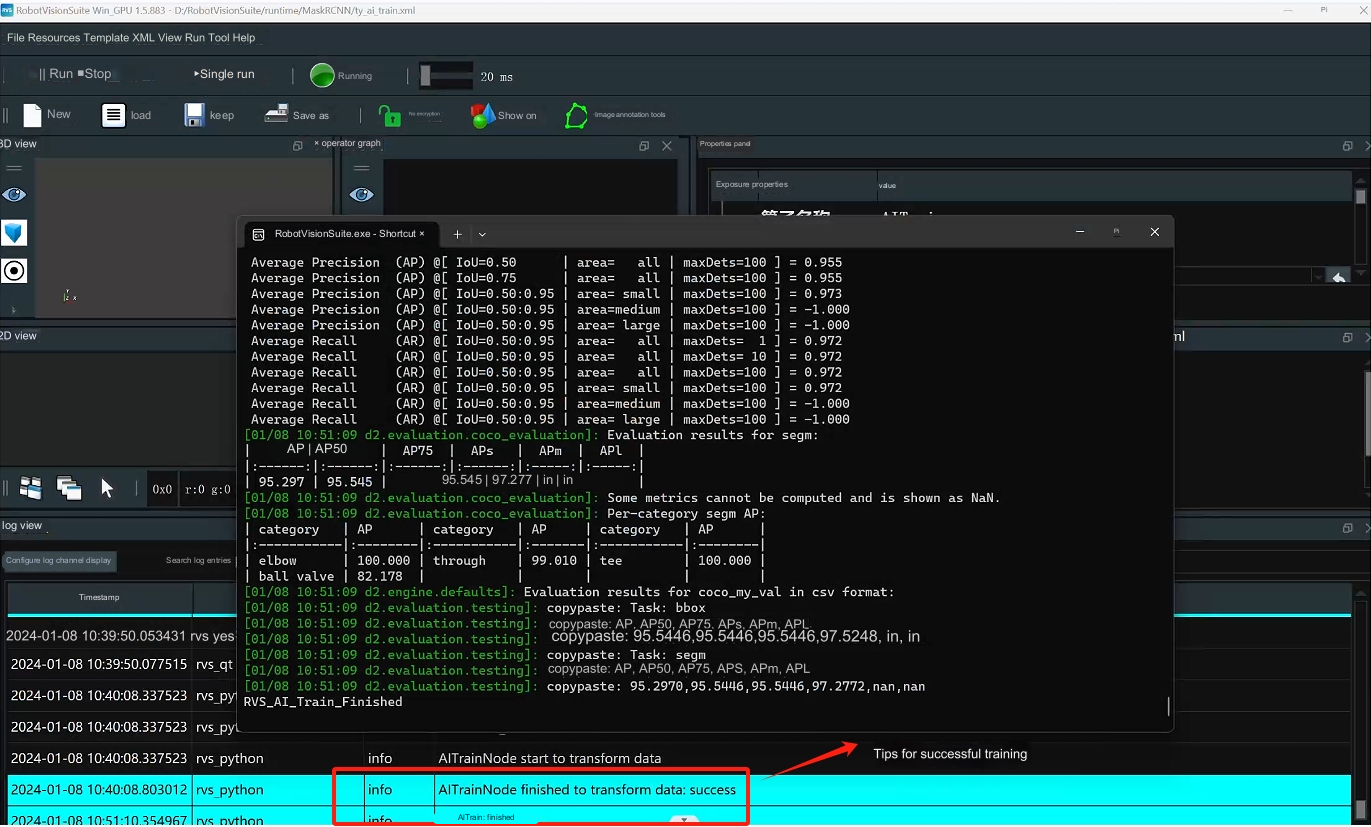 RobotVisionSuite Win_GPU 1.5.883 - D:/RobotVisionSuite/runtime/MaskRCNN/ty_ai_train.xml
Pi
File Resources Template XML View Run Tool Help
|| Run ■Stop
▸Single run
Running
20 ms
New
load
keep
Save as
No encryption
Show on
Image annotation tools
3D view
× operator graph
Properties panel
Exposure properties
value
算子名称
RobotVisionSuite.exe - Shortcut ×
Pi
Average Precision (AP) @[ IoU=0.50 | area= all | maxDets=100 ] = 0.955
Average Precision (AP) @[ IoU=0.75 | area= all | maxDets=100 ] = 0.955
Average Precision (AP) @[ IoU=0.50:0.95 | area= small | maxDets=100 ] = 0.973
Average Precision (AP) @[ IoU=0.50:0.95 | area=medium | maxDets=100 ] = -1.000
Average Precision (AP) @[ IoU=0.50:0.95 | area= large | maxDets=100 ] = -1.000
Average Recall (AR) @[ IoU=0.50:0.95 | area= all | maxDets= 1 ] = 0.972
Average Recall (AR) @[ IoU=0.50:0.95 | area= all | maxDets= 10 ] = 0.972
Average Recall (AR) @[ IoU=0.50:0.95 | area= all | maxDets=100 ] = 0.972
Average Recall (AR) @[ IoU=0.50:0.95 | area= small | maxDets=100 ] = 0.972
Average Recall (AR) @[ IoU=0.50:0.95 | area=medium | maxDets=100 ] = -1.000
Average Recall (AR) @[ IoU=0.50:0.95 | area= large | maxDets=100 ] = -1.000
[01/08 10:51:09 d2.evaluation.coco_evaluation]: Evaluation results for segm:
| AP | AP50 | AP75 | APs | APm | APl |
|:------:|:------:|:------:|:------:|:-----:|:-----:|
| 95.297 | 95.545 | 95.545 | 97.277 | in | in |
[01/08 10:51:09 d2.evaluation.coco_evaluation]: Some metrics cannot be computed and is shown as NaN.
[01/08 10:51:09 d2.evaluation.coco_evaluation]: Per-category segm AP:
| category | AP | category | AP | category | AP |
|:-----------|:--------|:-----------|:-------|:-----------|:--------|
| elbow | 100.000 | through | 99.010 | tee | 100.000 |
| ball valve | 82.178 | | | | |
[01/08 10:51:09 d2.engine.defaults]: Evaluation results for coco_my_val in csv format:
[01/08 10:51:09 d2.evaluation.testing]: copypaste: Task: bbox
[01/08 10:51:09 d2.evaluation.testing]: copypaste: AP, AP50, AP75. APs, APm, APL
[01/08 10:51:09 d2.evaluation.testing]: copypaste: 95.5446,95.5446,95.5446,97.5248, in, in
[01/08 10:51:09 d2.evaluation.testing]: copypaste: Task: segm
[01/08 10:51:09 d2.evaluation.testing]: copypaste: AP, AP50, AP75, APS, APm, APL
[01/08 10:51:09 d2.evaluation.testing]: copypaste: 95.2970,95.5446,95.5446,97.2772,nan,nan
RVS_AI_Train_Finished
2D view
ml
0x0
r:0 g:0
log view
Configure log channel display
Search log entries
Timestamp
2024-01-08 10:39:50.053431 rvs yes
2024-01-08 10:39:50.077515 rvs_qt
2024-01-08 10:40:08.337523 rvs_py
2024-01-08 10:40:08.337523 rvs_py
2024-01-08 10:40:08.337523 rvs_python info AITrainNode start to transform data
Tips for successful training
2024-01-08 10:40:08.803012 rvs_python info AITrainNode finished to transform data: success
2024-01-08 10:51:10.354967 rvs_python info AITrain: finished